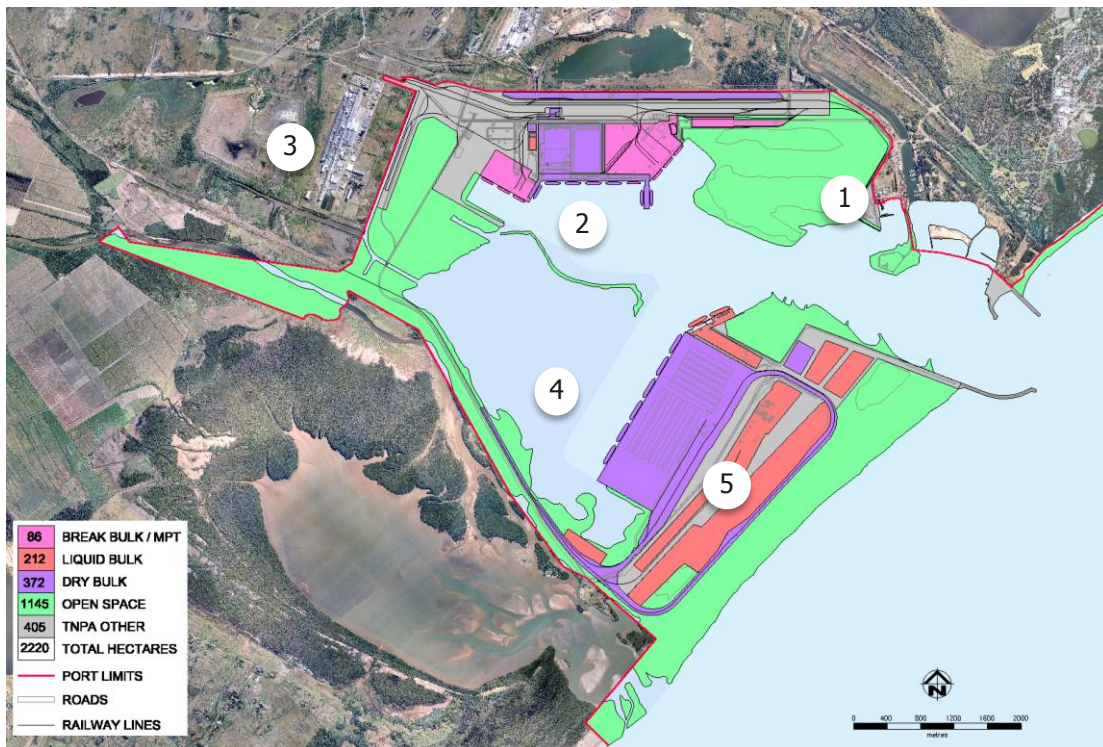 1
3
2
4
5
86 BREAK BULK / MPT
212 LIQUID BULK
372 DRY BULK
1145 OPEN SPACE
405 TNPA OTHER
2220 TOTAL HECTARES
PORT LIMITS
ROADS
RAILWAY LINES
N
0 400 800 1200 1600 2000
metres